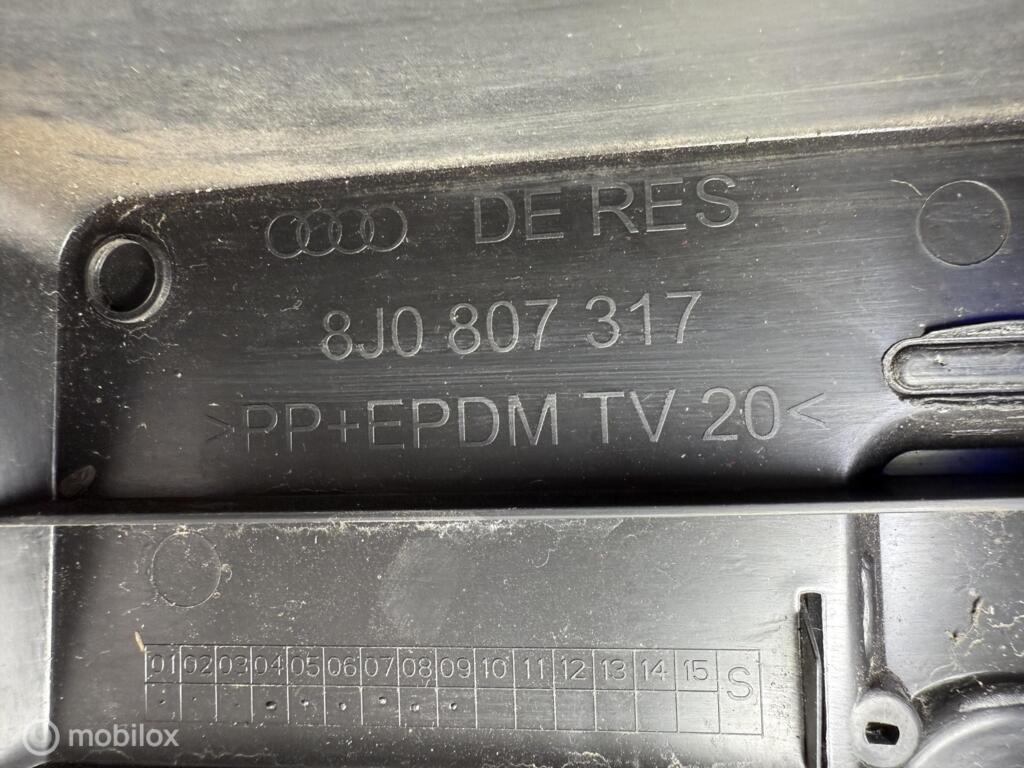 DE RES
8J0 807 317
>PP+EPDM TV 20<
01 02 03 04 05 06 07 08 09 10 11 12 13 14 15 S
mobilox